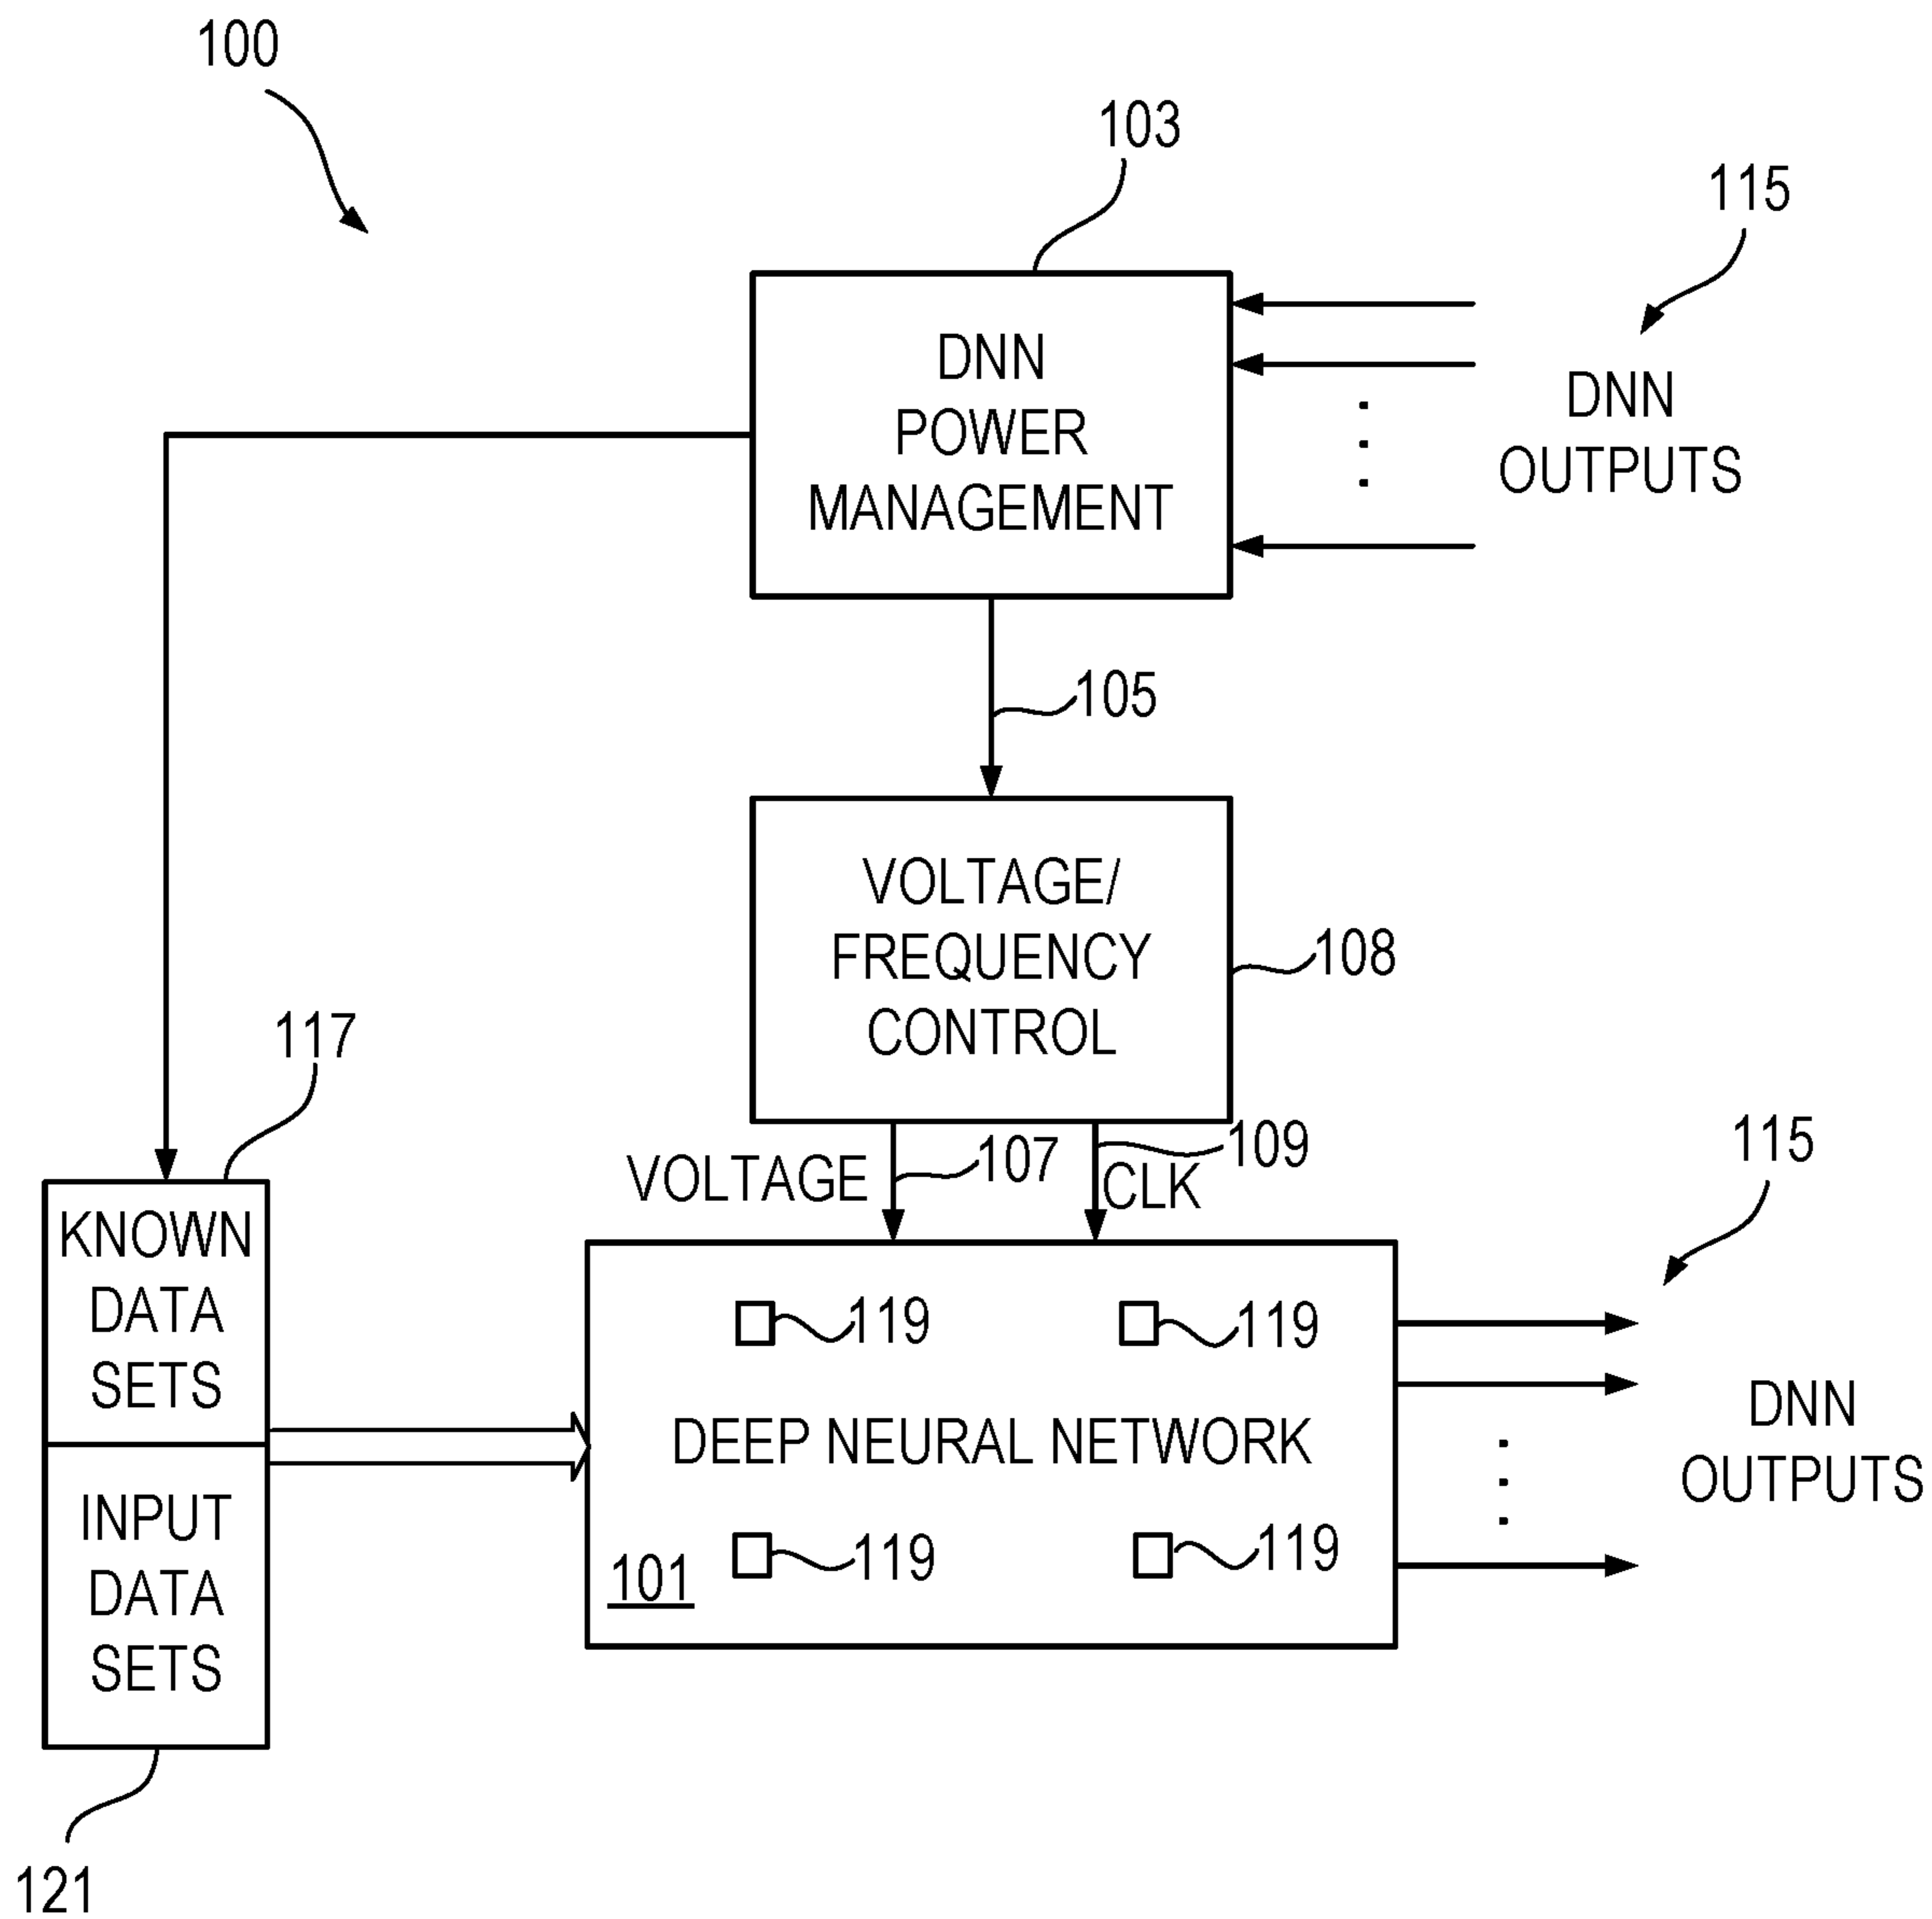 100
103
115
DNN
POWER
MANAGEMENT
DNN
OUTPUTS
105
VOLTAGE/
FREQUENCY
CONTROL
108
117
VOLTAGE
107
109
CLK
115
KNOWN
DATA
SETS
119
119
DEEP NEURAL NETWORK
DNN
OUTPUTS
INPUT
DATA
SETS
101
119
119
121